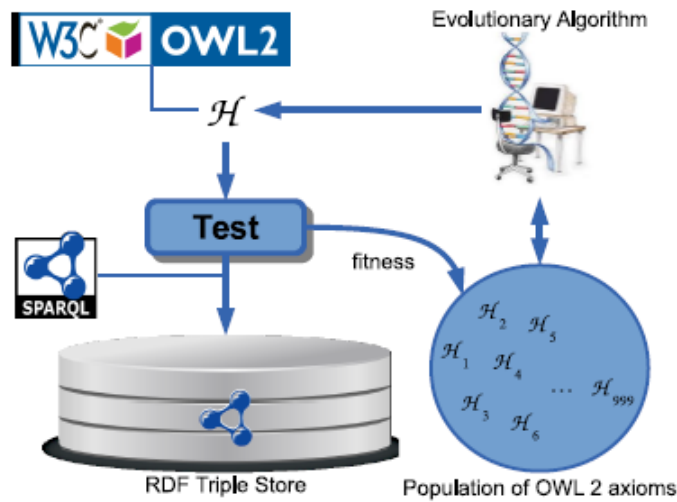 Evolutionary Algorithm
W3C OWL2
ℋ
Test
fitness
SPARQL
ℋ2 ℋ5
ℋ1 ℋ4
... ℋ999
ℋ3 ℋ6
RDF Triple Store
Population of OWL 2 axioms